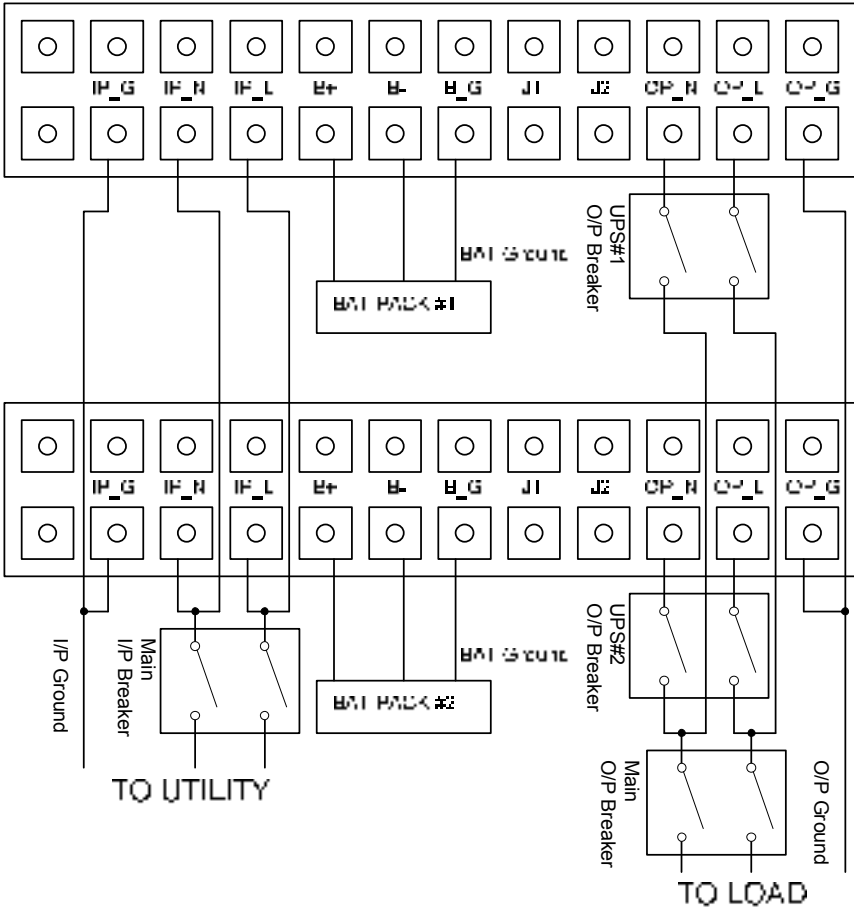 IP_G IP_N IP_L B+ B- B_G J1 J2 OP_N OP_L OP_G
UPS#1
O/P Breaker
BAT Ground
BAT PACK #1
IP_G IP_N IP_L B+ B- B_G J1 J2 OP_N OP_L OP_G
I/P Ground
Main
I/P Breaker
BAT Ground
BAT PACK #2
UPS#2
O/P Breaker
TO UTILITY
Main
O/P Breaker
O/P Ground
TO LOAD